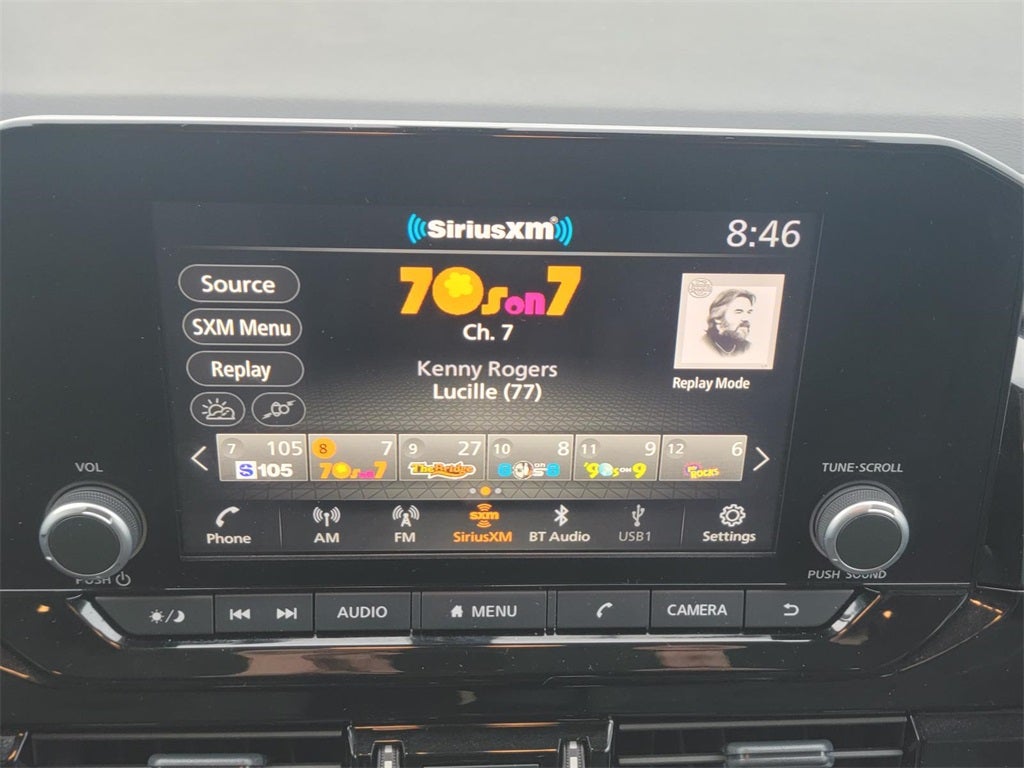 SiriusXM
8:46
Source
SXM Menu
Replay
70s on 7
Ch. 7
Kenny Rogers
Lucille (77)
Replay Mode
7 105 S 105
8 7 70s on 7
9 27 The Bridge
10 8 80s on 8
11 9 '90s on 9
12 6 ROCKS
Phone
AM
FM
sxm
SiriusXM
BT Audio
USB1
Settings
VOL
PUSH
TUNE·SCROLL
PUSH SOUND
AUDIO
MENU
CAMERA